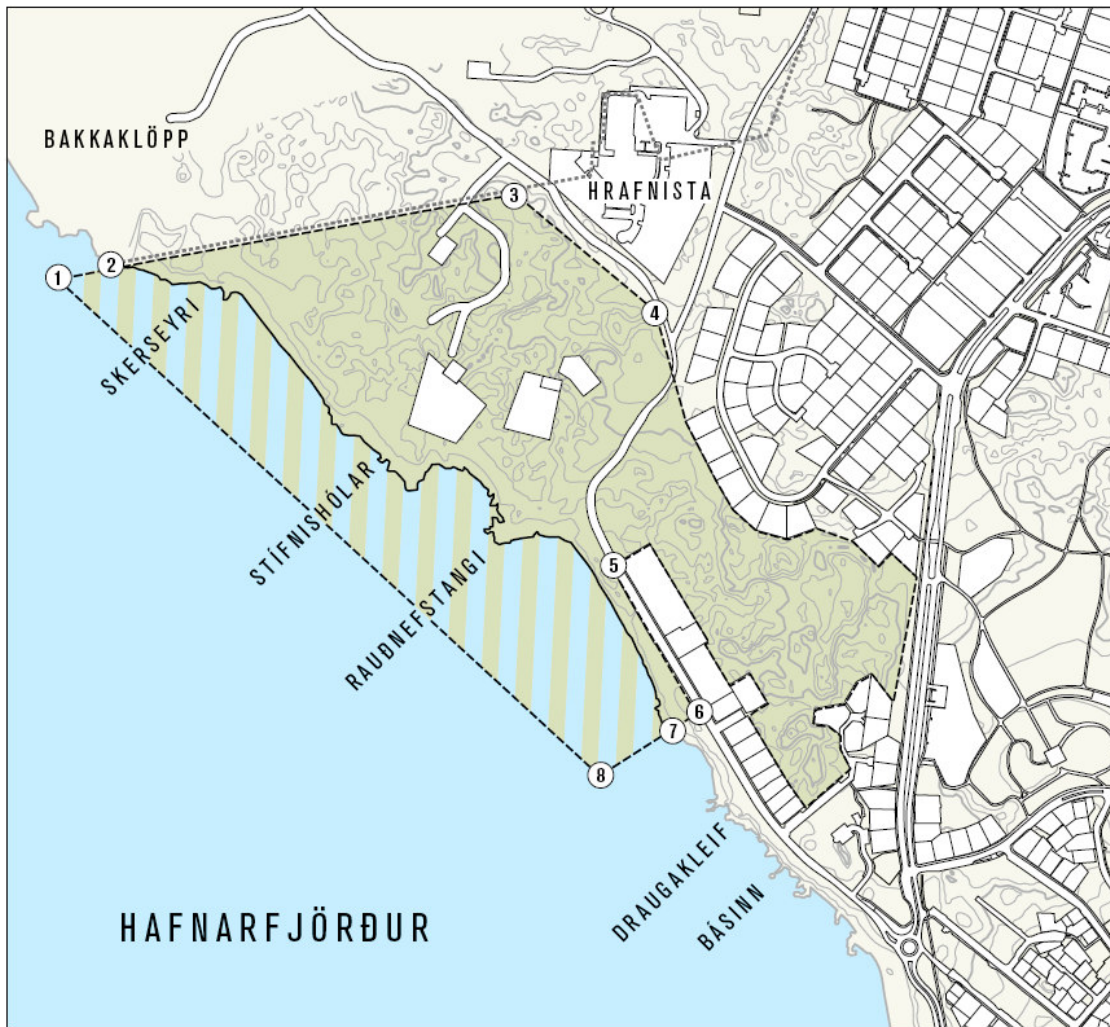 BAKKAKLÖPP
HRAFNISTA
3
2
1
4
SKERSEYRI
STÍFNISHÓLAR
5
RAUÐNEFSTANGI
6
7
8
DRAUGAKLEIF
BÁSINN
HAFNARFJÖRÐUR